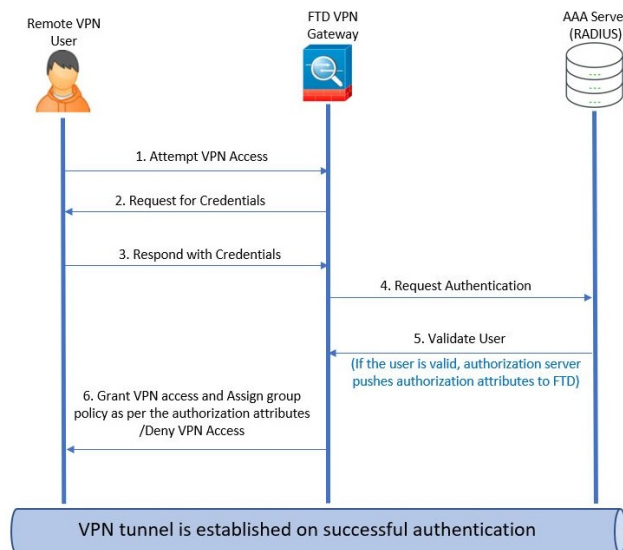 Remote VPN
User
FTD VPN
Gateway
AAA Server
(RADIUS)
1. Attempt VPN Access
2. Request for Credentials
3. Respond with Credentials
4. Request Authentication
5. Validate User
(If the user is valid, authorization server
pushes authorization attributes to FTD)
6. Grant VPN access and Assign group
policy as per the authorization attributes
/Deny VPN Access
VPN tunnel is established on successful authentication